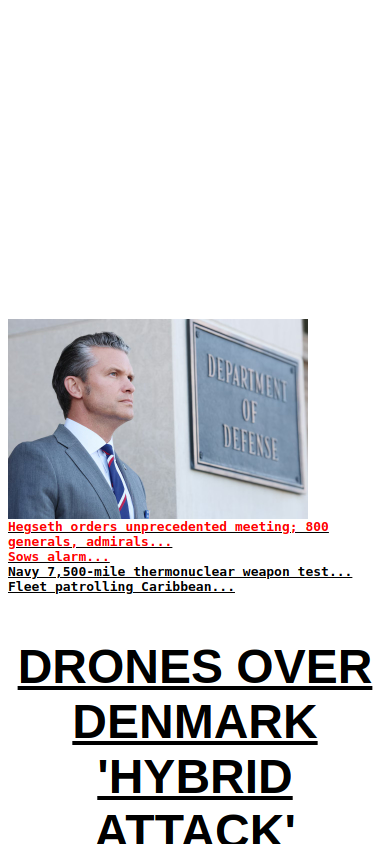 DEPARTMENT
OF
DEFENSE
Hegseth orders unprecedented meeting; 800
generals, admirals...
Sows alarm...
Navy 7,500-mile thermonuclear weapon test...
Fleet patrolling Caribbean...
DRONES OVER
DENMARK
'HYBRID
ATTACK'